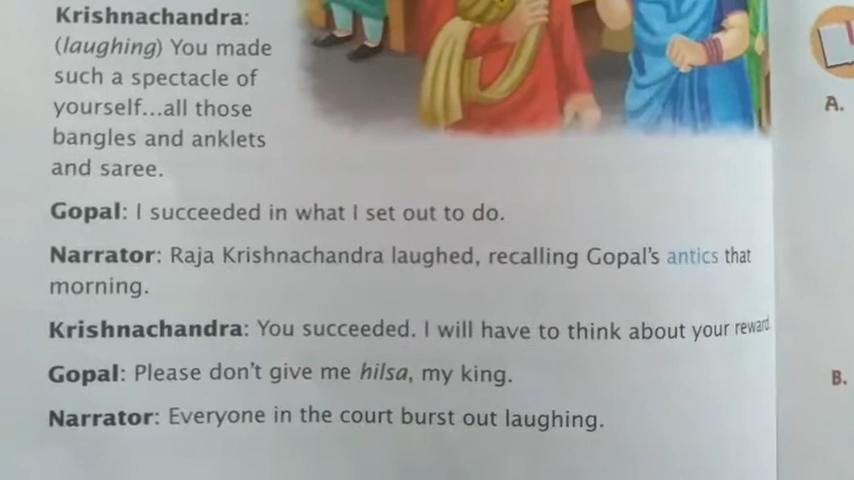 Krishnachandra:
(laughing) You made
such a spectacle of
yourself...all those
bangles and anklets
and saree.
Gopal: I succeeded in what I set out to do.
Narrator: Raja Krishnachandra laughed, recalling Gopal's antics that
morning.
Krishnachandra: You succeeded. I will have to think about your reward.
Gopal: Please don't give me hilsa, my king.
Narrator: Everyone in the court burst out laughing.
A.
B.